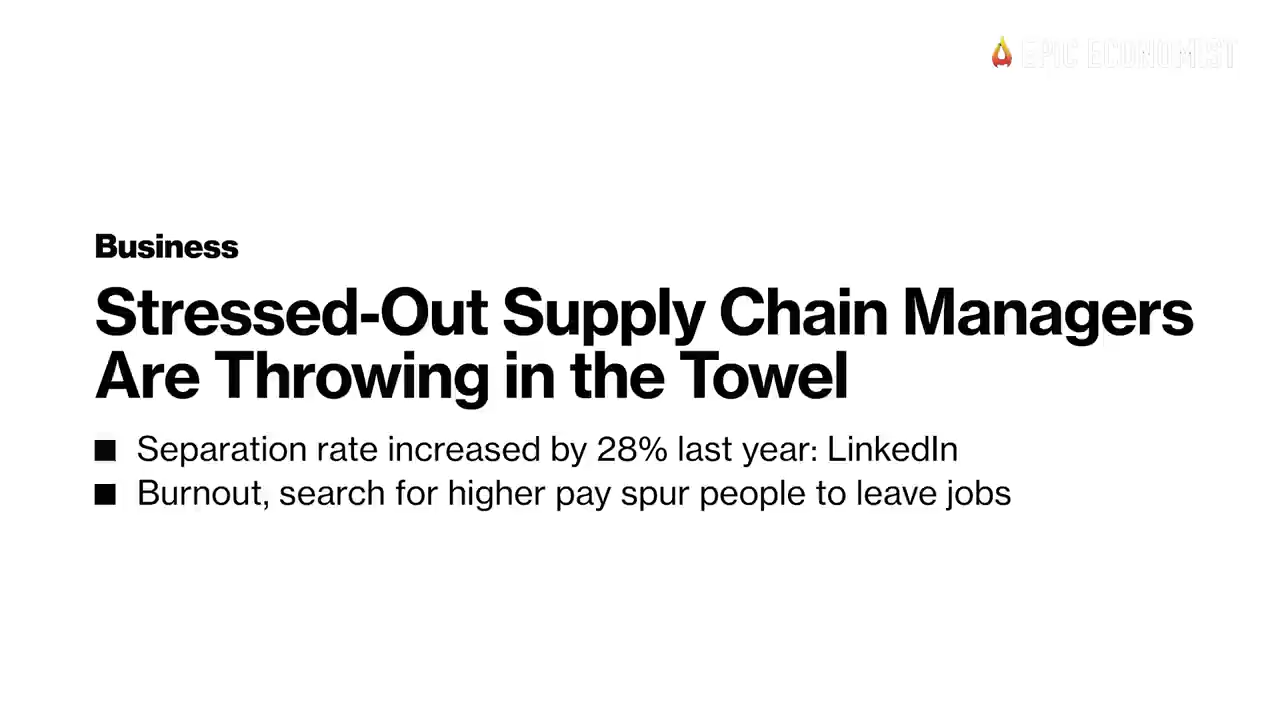 EPIC ECONOMIST
Business
Stressed-Out Supply Chain Managers
Are Throwing in the Towel
■ Separation rate increased by 28% last year: LinkedIn
■ Burnout, search for higher pay spur people to leave jobs